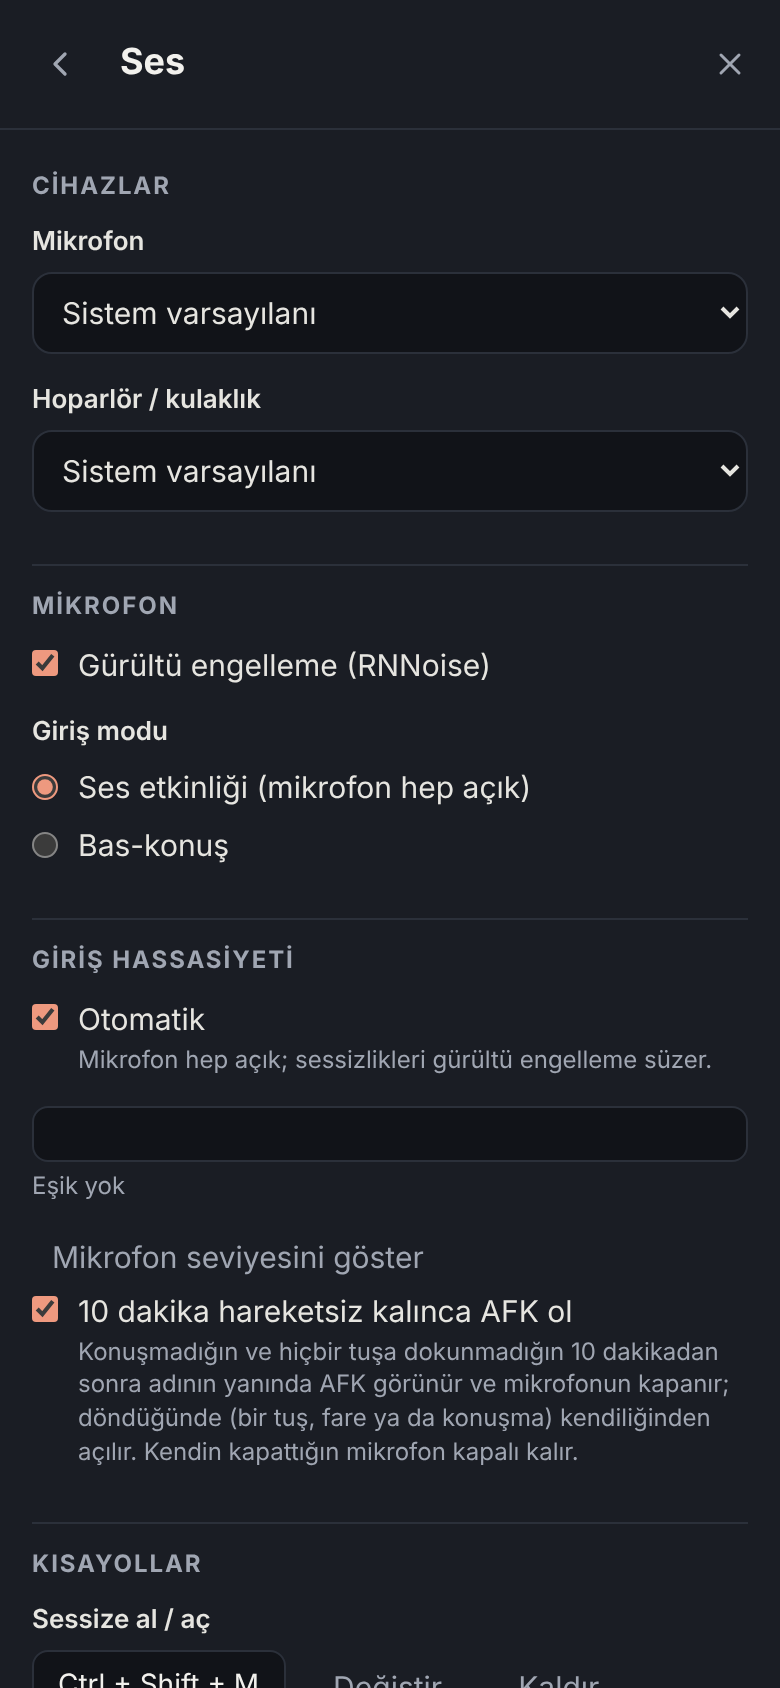 Ses
CİHAZLAR
Mikrofon
Sistem varsayılanı
Hoparlör / kulaklık
Sistem varsayılanı
MİKROFON
Gürültü engelleme (RNNoise)
Giriş modu
Ses etkinliği (mikrofon hep açık)
Bas-konuş
GİRİŞ HASSASİYETİ
Otomatik
Mikrofon hep açık; sessizlikleri gürültü engelleme süzer.
Eşik yok
Mikrofon seviyesini göster
10 dakika hareketsiz kalınca AFK ol
Konuşmadığın ve hiçbir tuşa dokunmadığın 10 dakikadan
sonra adının yanında AFK görünür ve mikrofonun kapanır;
döndüğünde (bir tuş, fare ya da konuşma) kendiliğinden
açılır. Kendin kapattığın mikrofon kapalı kalır.
KISAYOLLAR
Sessize al / aç
Ctrl + Shift + M Değiştir Kaldır